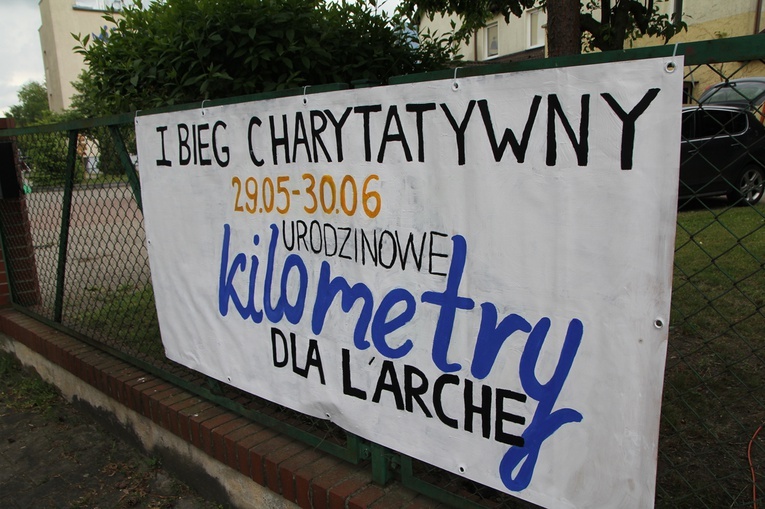 I BIEG CHARYTATYWNY
29.05-30.06
URODZINOWE
kilometry
DLA L'ARCHE